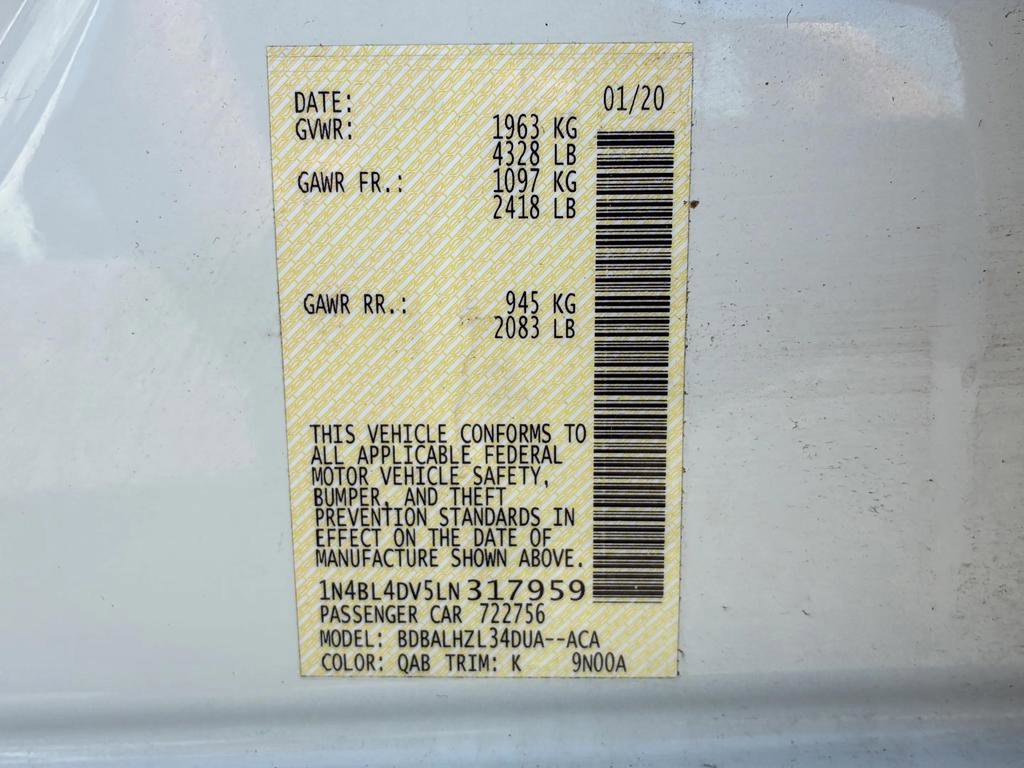 DATE: 01/20
GVWR: 1963 KG
4328 LB
GAWR FR.: 1097 KG
2418 LB
GAWR RR.: 945 KG
2083 LB
THIS VEHICLE CONFORMS TO
ALL APPLICABLE FEDERAL
MOTOR VEHICLE SAFETY,
BUMPER, AND THEFT
PREVENTION STANDARDS IN
EFFECT ON THE DATE OF
MANUFACTURE SHOWN ABOVE.
1N4BL4DV5LN317959
PASSENGER CAR 722756
MODEL: BDBALHZL34DUA--ACA
COLOR: QAB TRIM: K 9N00A